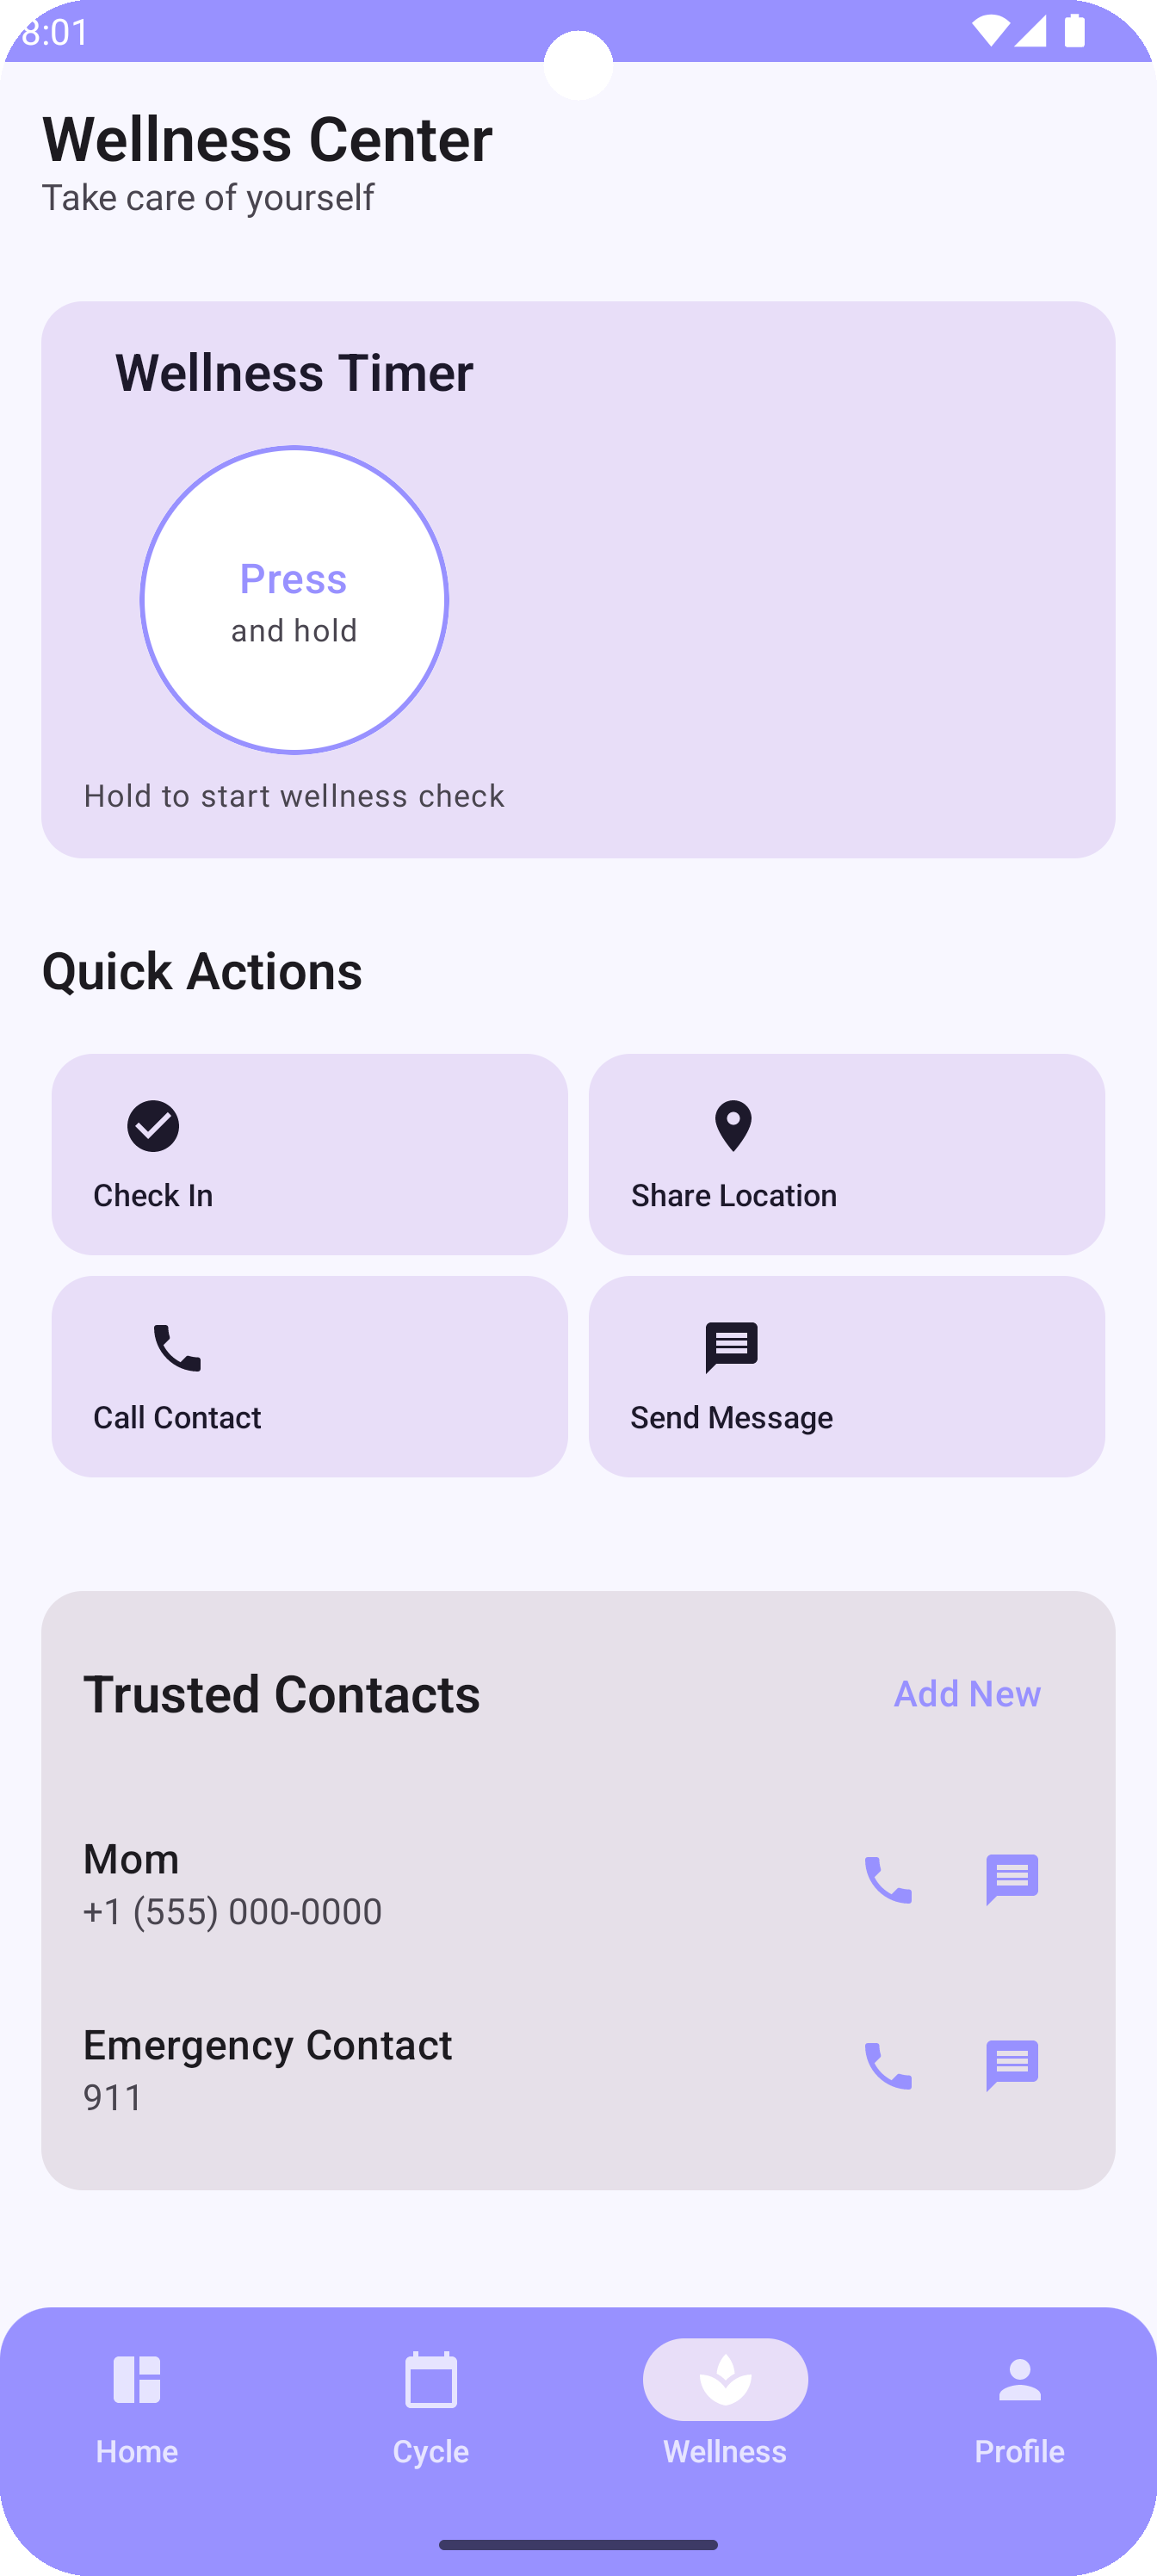 8:01
Wellness Center
Take care of yourself
Wellness Timer
Press
and hold
Hold to start wellness check
Quick Actions
Check In
Share Location
Call Contact
Send Message
Trusted Contacts
Add New
Mom
+1 (555) 000-0000
Emergency Contact
911
Home
Cycle
Wellness
Profile